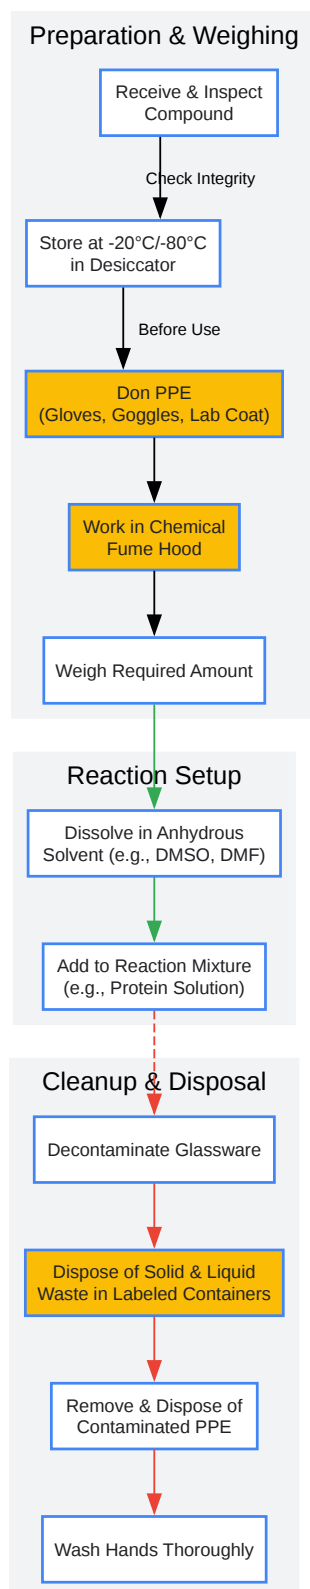 Preparation & Weighing
Receive & Inspect
Compound
Check Integrity
Store at -20°C/-80°C
in Desiccator
Before Use
Don PPE
(Gloves, Goggles, Lab Coat)
Work in Chemical
Fume Hood
Weigh Required Amount
Reaction Setup
Dissolve in Anhydrous
Solvent (e.g., DMSO, DMF)
Add to Reaction Mixture
(e.g., Protein Solution)
Cleanup & Disposal
Decontaminate Glassware
Dispose of Solid & Liquid
Waste in Labeled Containers
Remove & Dispose of
Contaminated PPE
Wash Hands Thoroughly